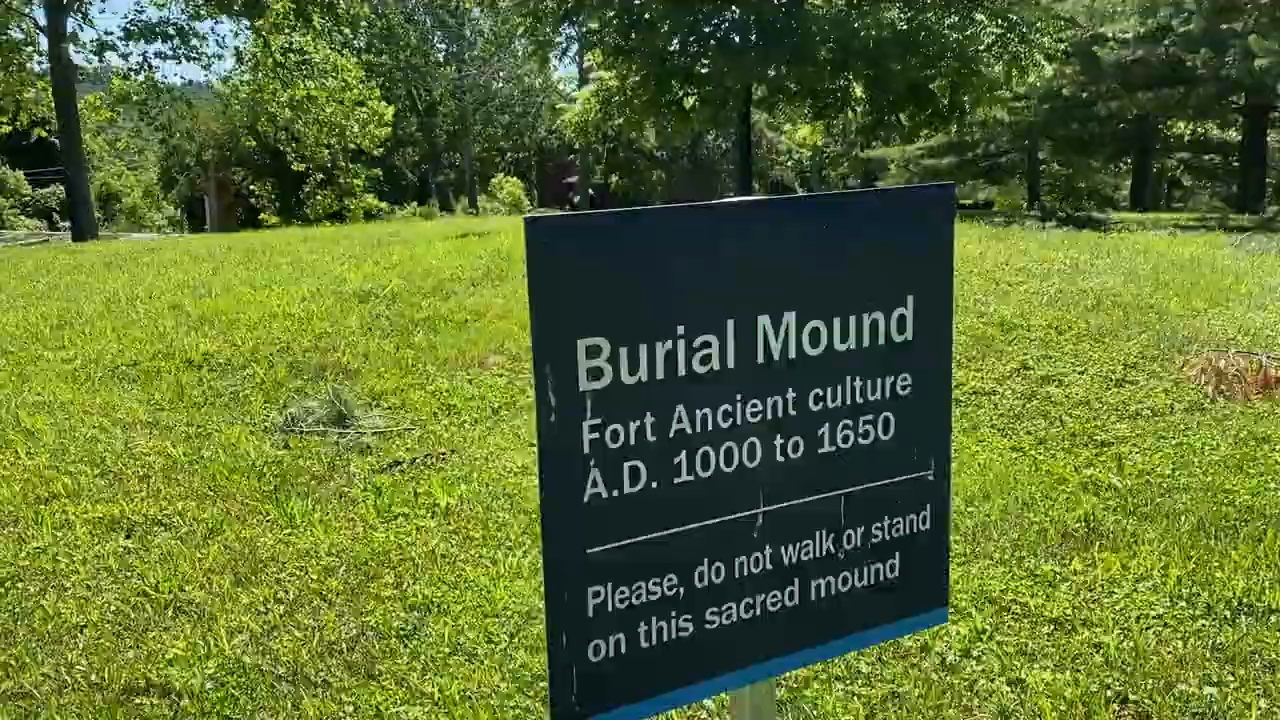 Burial Mound
Fort Ancient culture
A.D. 1000 to 1650
Please, do not walk or stand
on this sacred mound